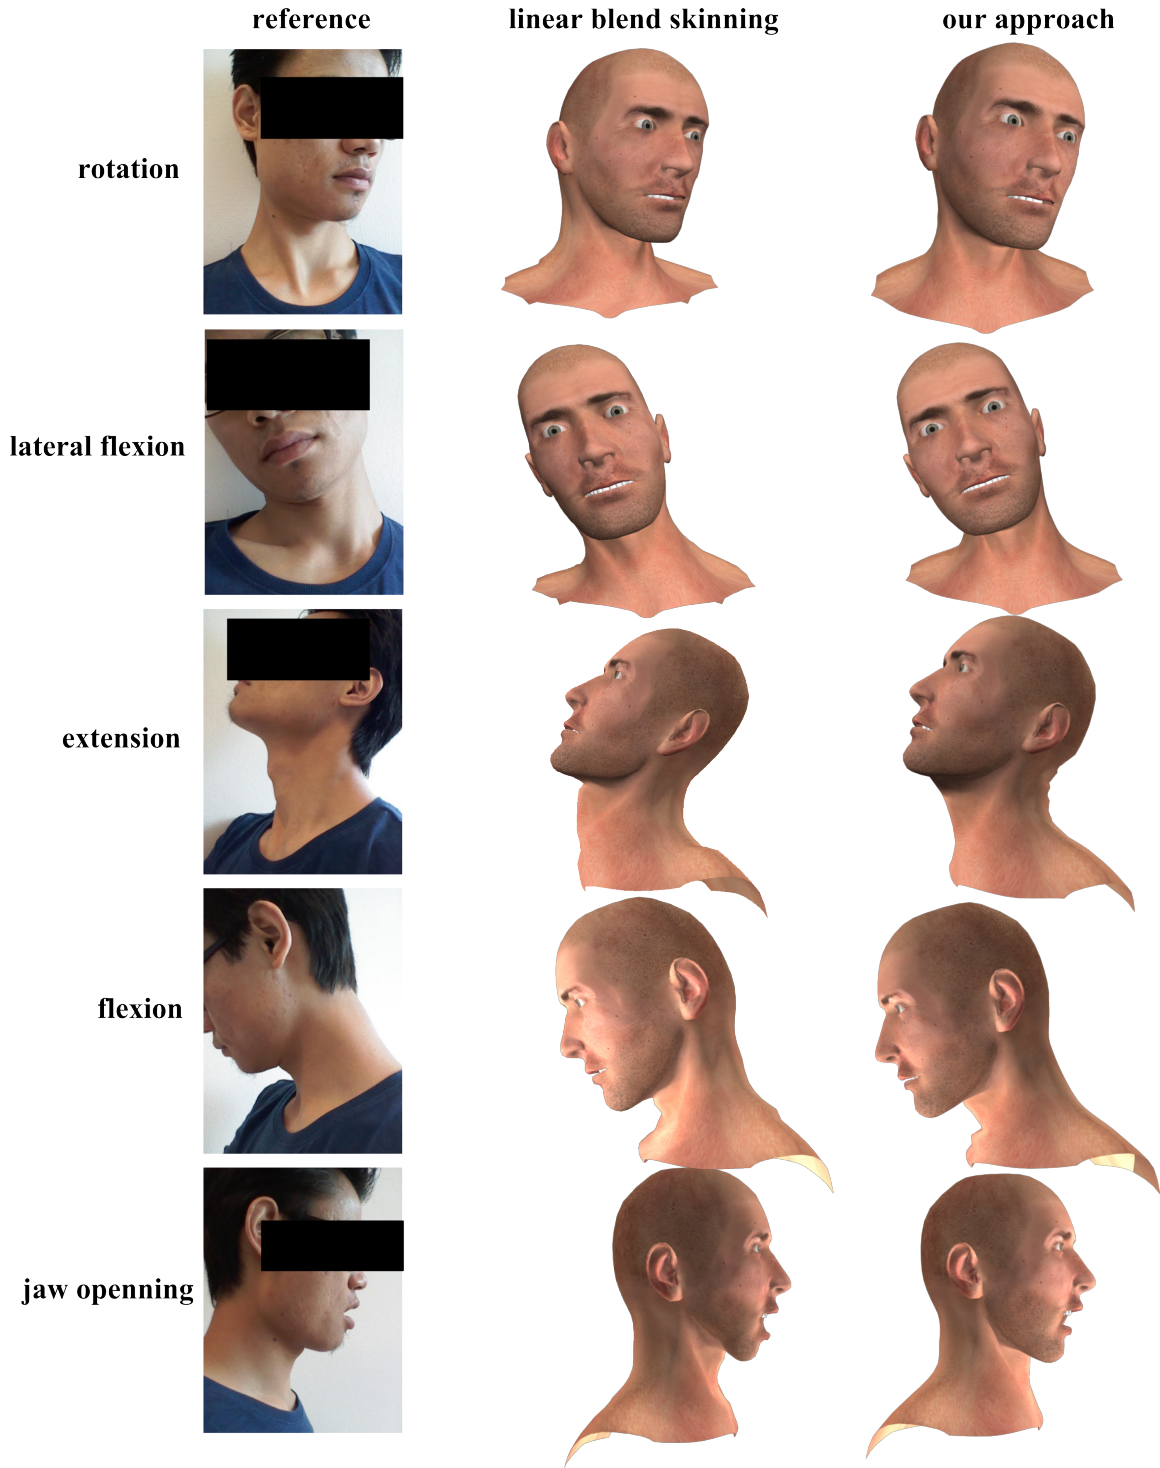 reference linear blend skinning our approach
rotation
lateral flexion
extension
flexion
jaw openning